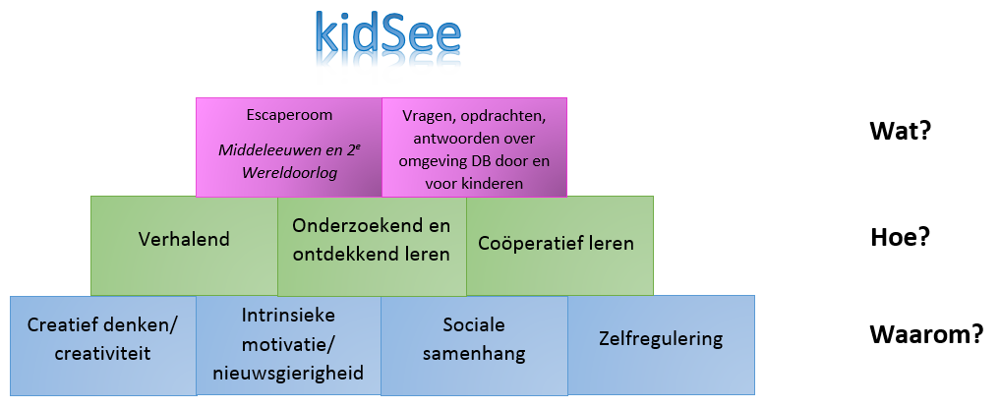 kidSee
Escaperoom
Middeleeuwen en 2e
Wereldoorlog
Vragen, opdrachten,
antwoorden over
omgeving DB door en
voor kinderen
Wat?
Verhalend
Onderzoekend en
ontdekkend leren
Coöperatief leren
Hoe?
Creatief denken/
creativiteit
Intrinsieke
motivatie/
nieuwsgierigheid
Sociale
samenhang
Zelfregulering
Waarom?